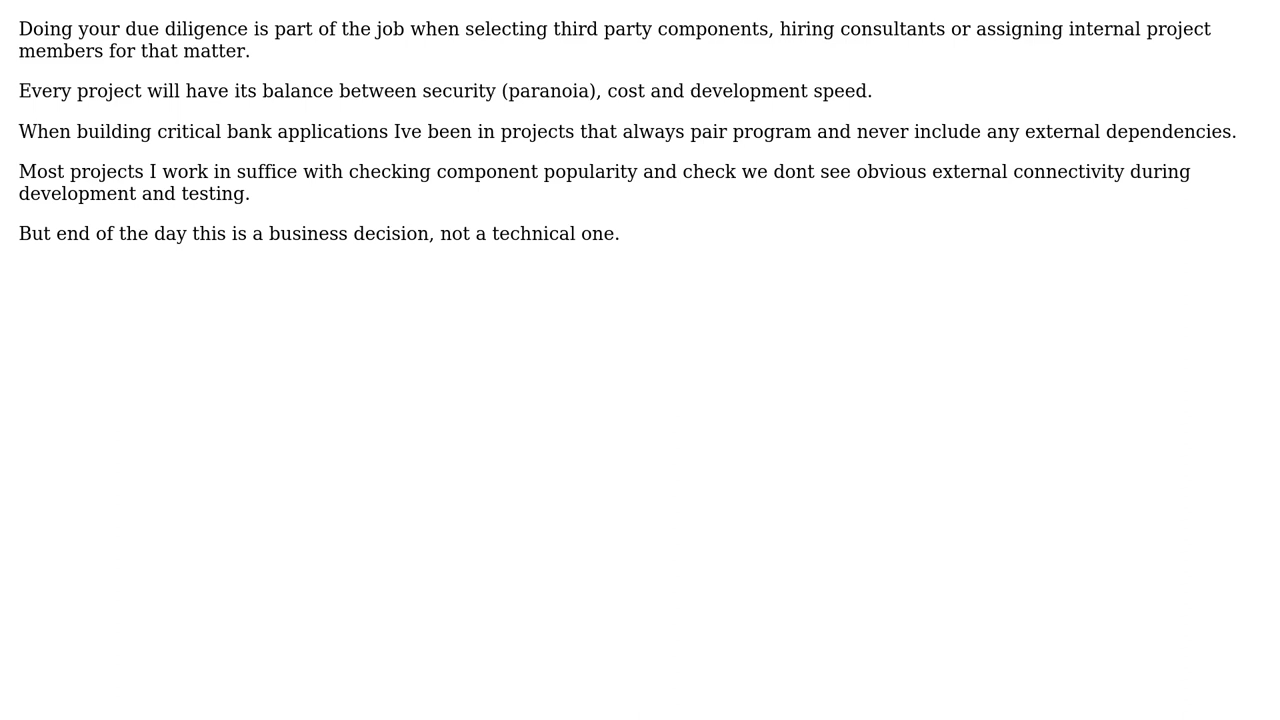 Doing your due diligence is part of the job when selecting third party components, hiring consultants or assigning internal project
members for that matter.
Every project will have its balance between security (paranoia), cost and development speed.
When building critical bank applications Ive been in projects that always pair program and never include any external dependencies.
Most projects I work in suffice with checking component popularity and check we dont see obvious external connectivity during
development and testing.
But end of the day this is a business decision, not a technical one.